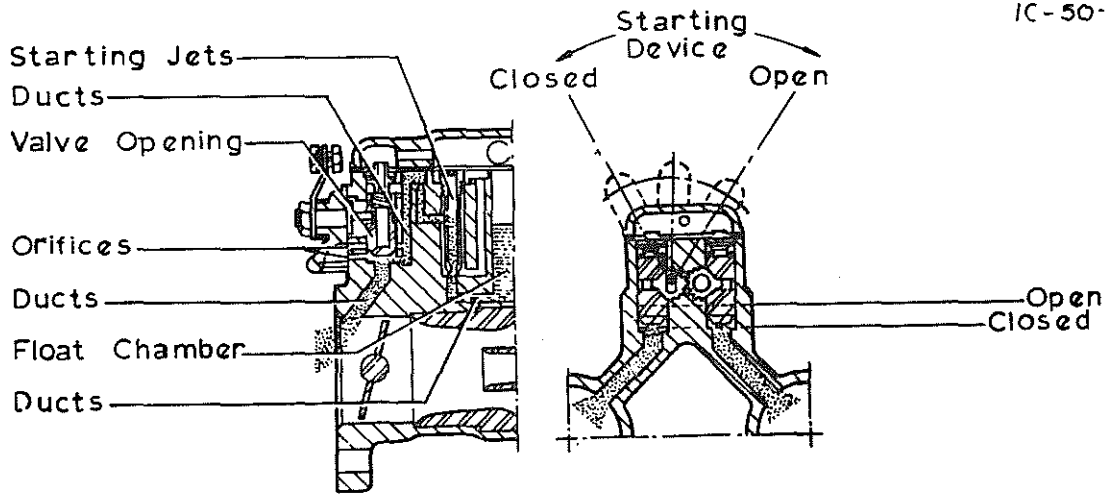 IC-50-
Starting Jets
Ducts
Valve Opening
Orifices
Ducts
Float Chamber
Ducts
Starting
Device
Closed
Open
Open
Closed